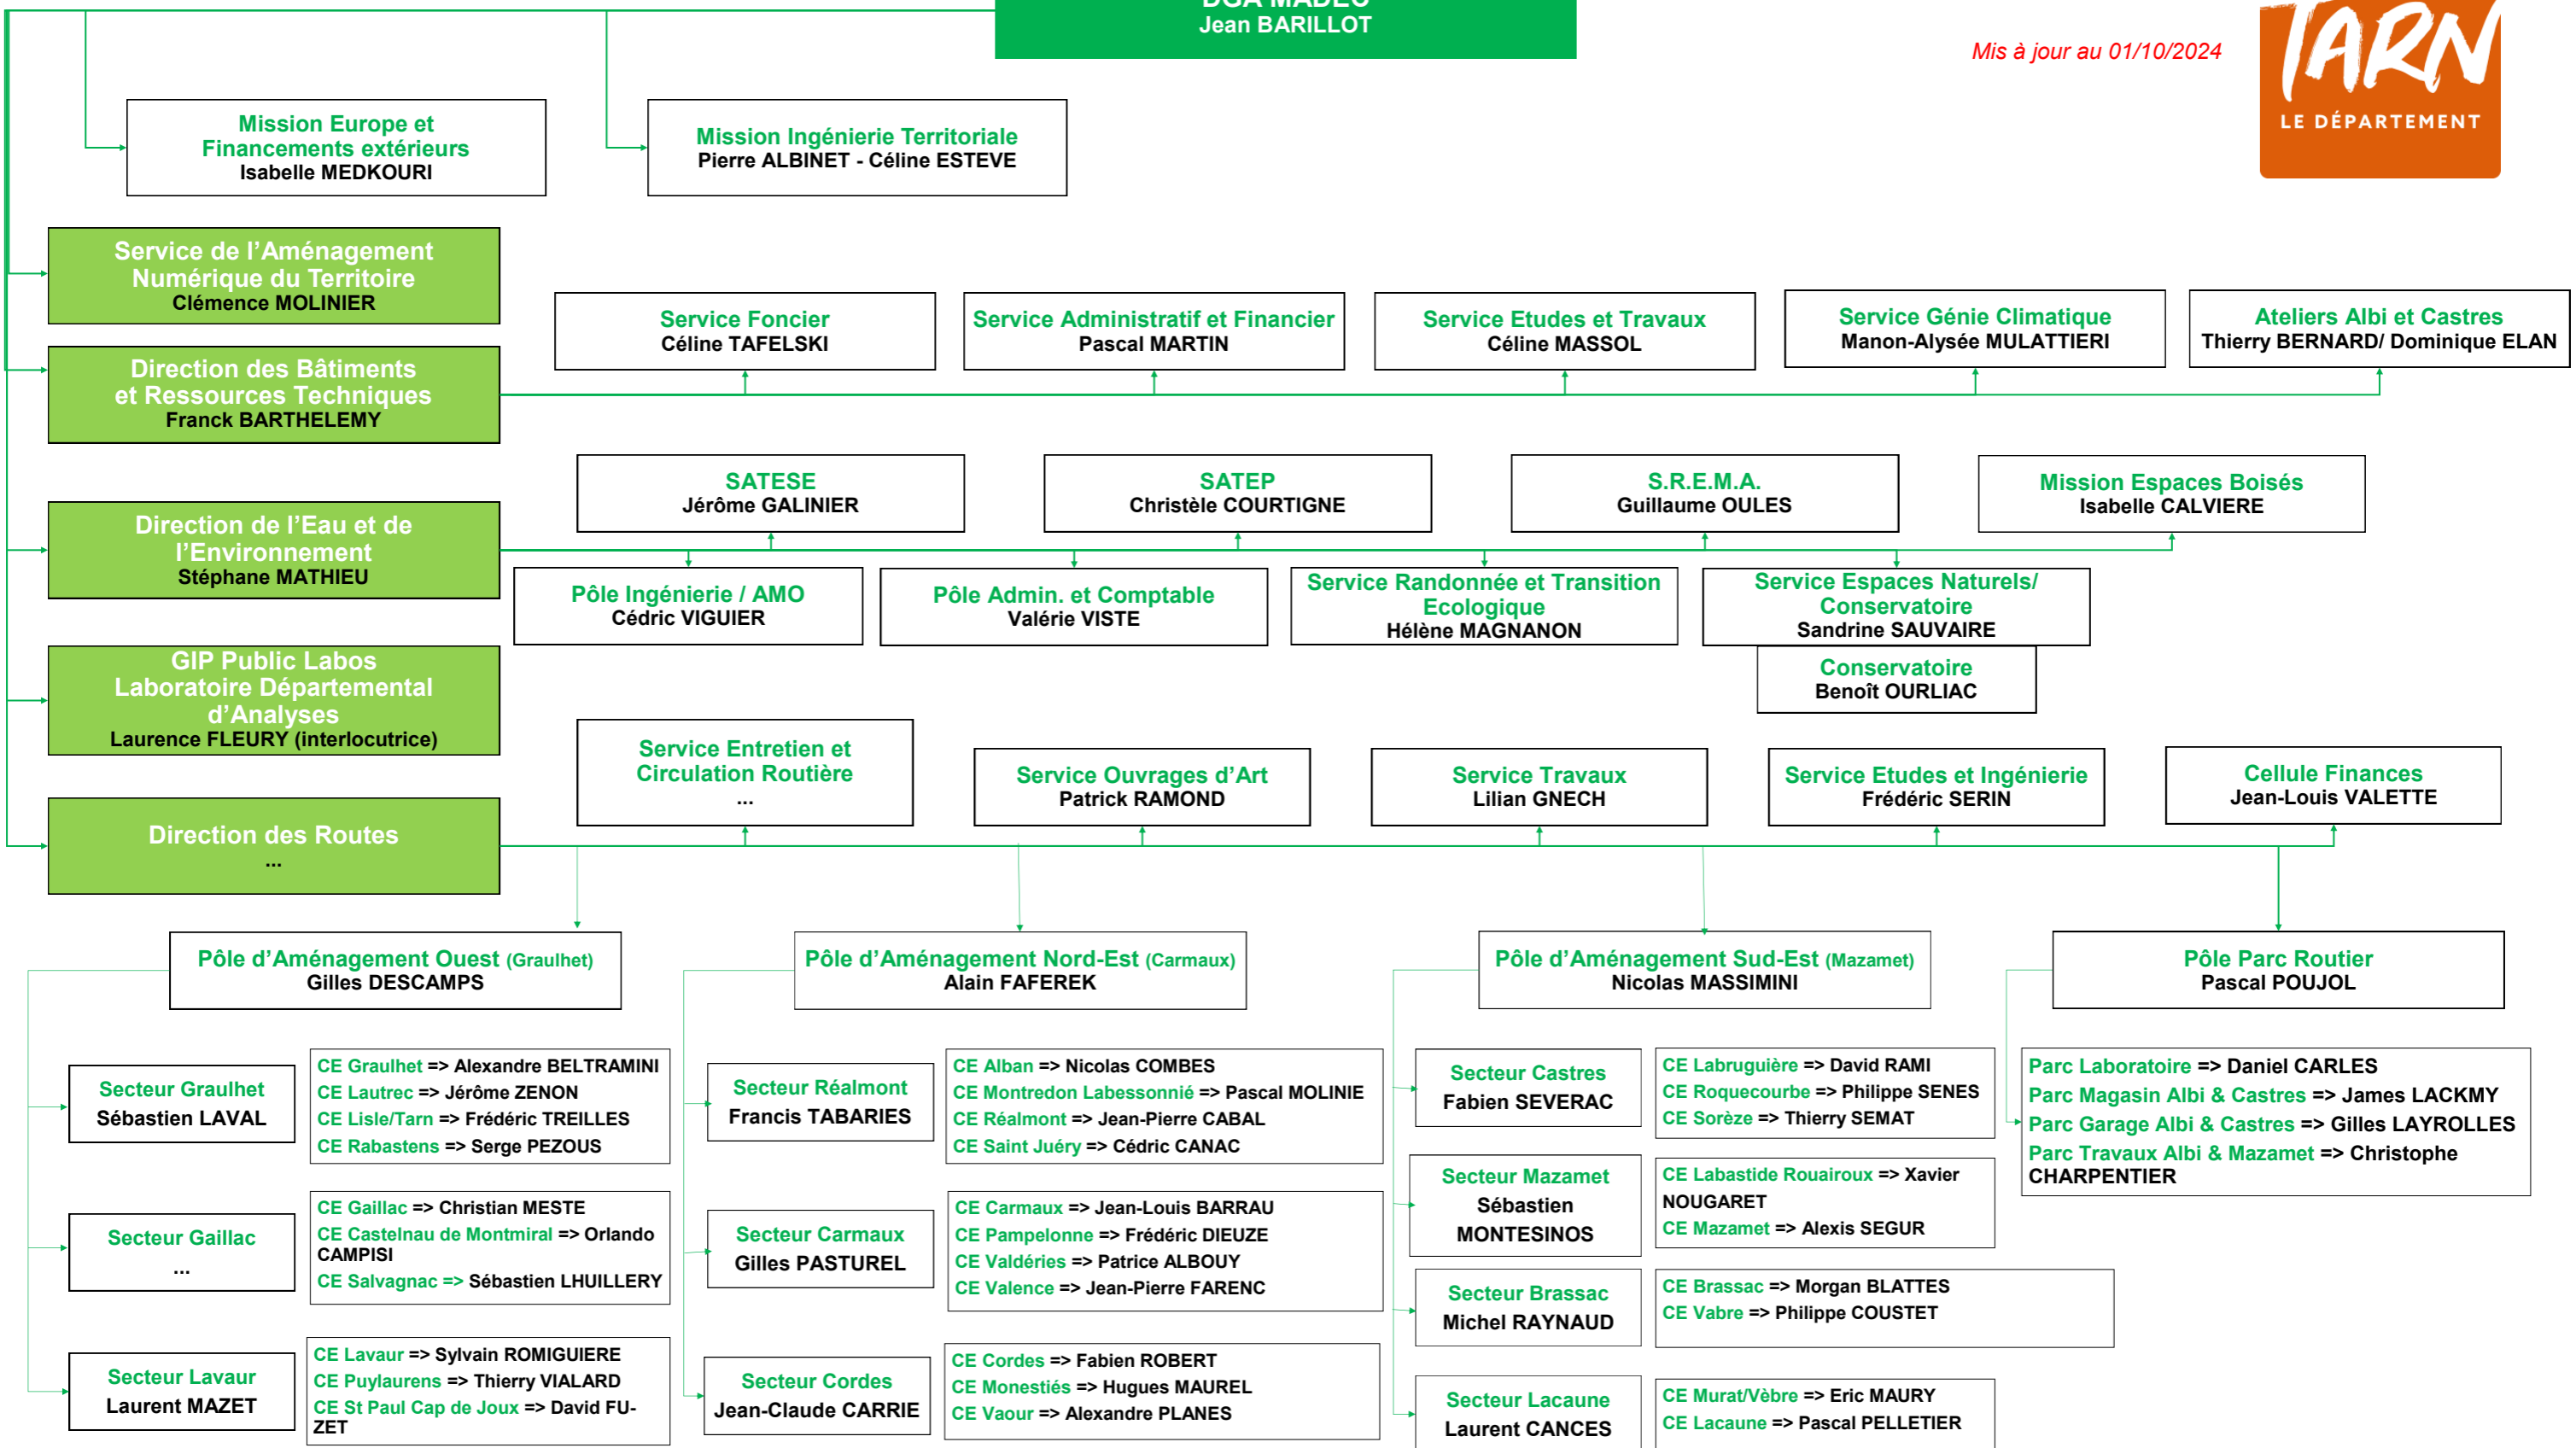 DGA MADEC
Jean BARILLOT
Mis à jour au 01/10/2024
TARN
LE DÉPARTEMENT
Mission Europe et
Financements extérieurs
Isabelle MEDKOURI
Mission Ingénierie Territoriale
Pierre ALBINET - Céline ESTEVE
Service de l’Aménagement
Numérique du Territoire
Clémence MOLINIER
Service Foncier
Céline TAFELSKI
Service Administratif et Financier
Pascal MARTIN
Service Etudes et Travaux
Céline MASSOL
Service Génie Climatique
Manon-Alysée MULATTIERI
Ateliers Albi et Castres
Thierry BERNARD/ Dominique ELAN
Direction des Bâtiments
et Ressources Techniques
Franck BARTHELEMY
SATESE
Jérôme GALINIER
SATEP
Christèle COURTIGNE
S.R.E.M.A.
Guillaume OULES
Mission Espaces Boisés
Isabelle CALVIERE
Direction de l’Eau et de
l’Environnement
Stéphane MATHIEU
Pôle Ingénierie / AMO
Cédric VIGUIER
Pôle Admin. et Comptable
Valérie VISTE
Service Randonnée et Transition
Ecologique
Hélène MAGNANON
Service Espaces Naturels/
Conservatoire
Sandrine SAUVAIRE
Conservatoire
Benoît OURLIAC
GIP Public Labos
Laboratoire Départemental
d’Analyses
Laurence FLEURY (interlocutrice)
Service Entretien et
Circulation Routière
...
Service Ouvrages d’Art
Patrick RAMOND
Service Travaux
Lilian GNECH
Service Etudes et Ingénierie
Frédéric SERIN
Cellule Finances
Jean-Louis VALETTE
Direction des Routes
...
Pôle d’Aménagement Ouest (Graulhet)
Gilles DESCAMPS
Pôle d’Aménagement Nord-Est (Carmaux)
Alain FAFEREK
Pôle d’Aménagement Sud-Est (Mazamet)
Nicolas MASSIMINI
Pôle Parc Routier
Pascal POUJOL
Secteur Graulhet
Sébastien LAVAL
CE Graulhet => Alexandre BELTRAMINI
CE Lautrec => Jérôme ZENON
CE Lisle/Tarn => Frédéric TREILLES
CE Rabastens => Serge PEZOUS
Secteur Gaillac
...
CE Gaillac => Christian MESTE
CE Castelnau de Montmiral => Orlando
CAMPISI
CE Salvagnac => Sébastien LHUILLERY
Secteur Lavaur
Laurent MAZET
CE Lavaur => Sylvain ROMIGUIERE
CE Puylaurens => Thierry VIALARD
CE St Paul Cap de Joux => David FU-
ZET
Secteur Réalmont
Francis TABARIES
CE Alban => Nicolas COMBES
CE Montredon Labessonnié => Pascal MOLINIE
CE Réalmont => Jean-Pierre CABAL
CE Saint Juéry => Cédric CANAC
Secteur Carmaux
Gilles PASTUREL
CE Carmaux => Jean-Louis BARRAU
CE Pampelonne => Frédéric DIEUZE
CE Valdéries => Patrice ALBOUY
CE Valence => Jean-Pierre FARENC
Secteur Cordes
Jean-Claude CARRIE
CE Cordes => Fabien ROBERT
CE Monestiés => Hugues MAUREL
CE Vaour => Alexandre PLANES
Secteur Castres
Fabien SEVERAC
CE Labruguière => David RAMI
CE Roquecourbe => Philippe SENES
CE Sorèze => Thierry SEMAT
Secteur Mazamet
Sébastien
MONTESINOS
CE Labastide Rouairoux => Xavier
NOUGARET
CE Mazamet => Alexis SEGUR
Secteur Brassac
Michel RAYNAUD
CE Brassac => Morgan BLATTES
CE Vabre => Philippe COUSTET
Secteur Lacaune
Laurent CANCES
CE Murat/Vèbre => Eric MAURY
CE Lacaune => Pascal PELLETIER
Parc Laboratoire => Daniel CARLES
Parc Magasin Albi & Castres => James LACKMY
Parc Garage Albi & Castres => Gilles LAYROLLES
Parc Travaux Albi & Mazamet => Christophe
CHARPENTIER